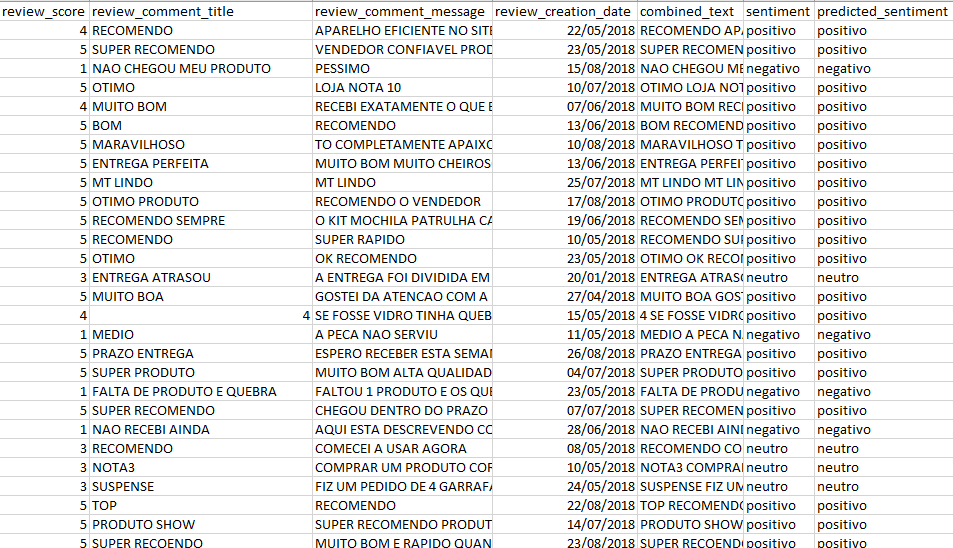 review_score review_comment_title review_comment_message review_creation_date combined_text sentiment predicted_sentiment
4 RECOMENDO APARELHO EFICIENTE NO SITE 22/05/2018 RECOMENDO APA positivo positivo
5 SUPER RECOMENDO VENDEDOR CONFIAVEL PROD 23/05/2018 SUPER RECOMEN positivo positivo
1 NAO CHEGOU MEU PRODUTO PESSIMO 15/08/2018 NAO CHEGOU ME negativo negativo
5 OTIMO LOJA NOTA 10 10/07/2018 OTIMO LOJA NOT positivo positivo
4 MUITO BOM RECEBI EXATAMENTE O QUE E 07/06/2018 MUITO BOM RECE positivo positivo
5 BOM RECOMENDO 13/06/2018 BOM RECOMEND positivo positivo
5 MARAVILHOSO TO COMPLETAMENTE APAIXO 10/08/2018 MARAVILHOSO T positivo positivo
5 ENTREGA PERFEITA MUITO BOM MUITO CHEIROS 13/06/2018 ENTREGA PERFEI positivo positivo
5 MT LINDO MT LINDO 25/07/2018 MT LINDO MT LIN positivo positivo
5 OTIMO PRODUTO RECOMENDO O VENDEDOR 17/08/2018 OTIMO PRODUTO positivo positivo
5 RECOMENDO SEMPRE O KIT MOCHILA PATRULHA CA 19/06/2018 RECOMENDO SEM positivo positivo
5 RECOMENDO SUPER RAPIDO 10/05/2018 RECOMENDO SUP positivo positivo
5 OTIMO OK RECOMENDO 23/05/2018 OTIMO OK RECOM positivo positivo
3 ENTREGA ATRASOU A ENTREGA FOI DIVIDIDA EM 20/01/2018 ENTREGA ATRASO neutro neutro
5 MUITO BOA GOSTEI DA ATENCAO COM A 27/04/2018 MUITO BOA GOST positivo positivo
4 4 SE FOSSE VIDRO TINHA QUEB 15/05/2018 4 SE FOSSE VIDRO positivo positivo
1 MEDIO A PECA NAO SERVIU 11/05/2018 MEDIO A PECA N negativo negativo
5 PRAZO ENTREGA ESPERO RECEBER ESTA SEMAN 26/08/2018 PRAZO ENTREGA positivo positivo
5 SUPER PRODUTO MUITO BOM ALTA QUALIDAD 04/07/2018 SUPER PRODUTO positivo positivo
1 FALTA DE PRODUTO E QUEBRA FALTOU 1 PRODUTO E OS QUE 23/05/2018 FALTA DE PRODU negativo negativo
5 SUPER RECOMENDO CHEGOU DENTRO DO PRAZO 07/07/2018 SUPER RECOMEN positivo positivo
1 NAO RECEBI AINDA AQUI ESTA DESCREVENDO CO 28/06/2018 NAO RECEBI AIND negativo negativo
3 RECOMENDO COMECEI A USAR AGORA 08/05/2018 RECOMENDO CO neutro neutro
3 NOTA3 COMPRAR UM PRODUTO COR 10/05/2018 NOTA3 COMPRAI neutro neutro
3 SUSPENSE FIZ UM PEDIDO DE 4 GARRAFA 24/05/2018 SUSPENSE FIZ UM neutro neutro
5 TOP RECOMENDO 22/08/2018 TOP RECOMENDO positivo positivo
5 PRODUTO SHOW SUPER RECOMENDO PRODUT 14/07/2018 PRODUTO SHOW positivo positivo
5 SUPER RECOENDO MUITO BOM E RAPIDO QUAN 23/08/2018 SUPER RECOEND positivo positivo